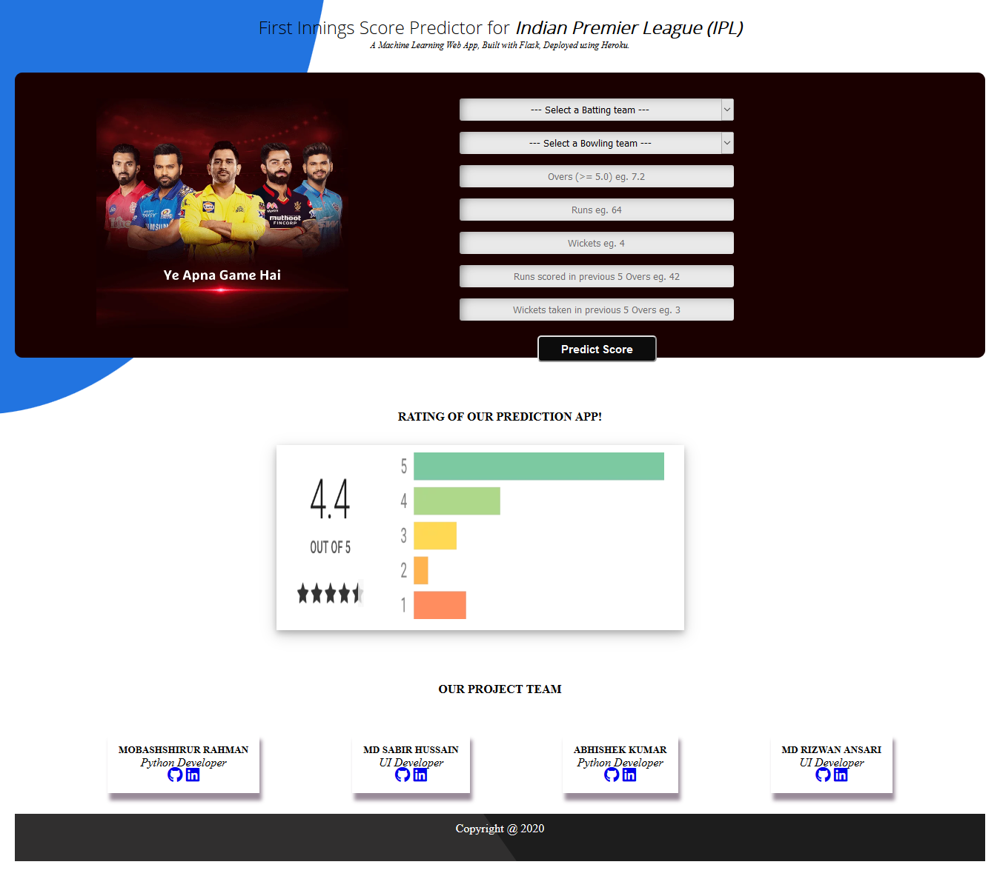 First Innings Score Predictor for Indian Premier League (IPL)
A Machine Learning Web App, Built with Flask, Deployed using Heroku.
--- Select a Batting team ---
--- Select a Bowling team ---
Overs (>= 5.0) eg. 7.2
Runs eg. 64
Wickets eg. 4
Runs scored in previous 5 Overs eg. 42
Wickets taken in previous 5 Overs eg. 3
Predict Score
Myntra
muthoot
FINCORP
SAMSUNG
Ye Apna Game Hai
RATING OF OUR PREDICTION APP!
4.4
OUT OF 5
5
4
3
2
1
OUR PROJECT TEAM
MOBASHSHIRUR RAHMAN
Python Developer
MD SABIR HUSSAIN
UI Developer
ABHISHEK KUMAR
Python Developer
MD RIZWAN ANSARI
UI Developer
Copyright @ 2020